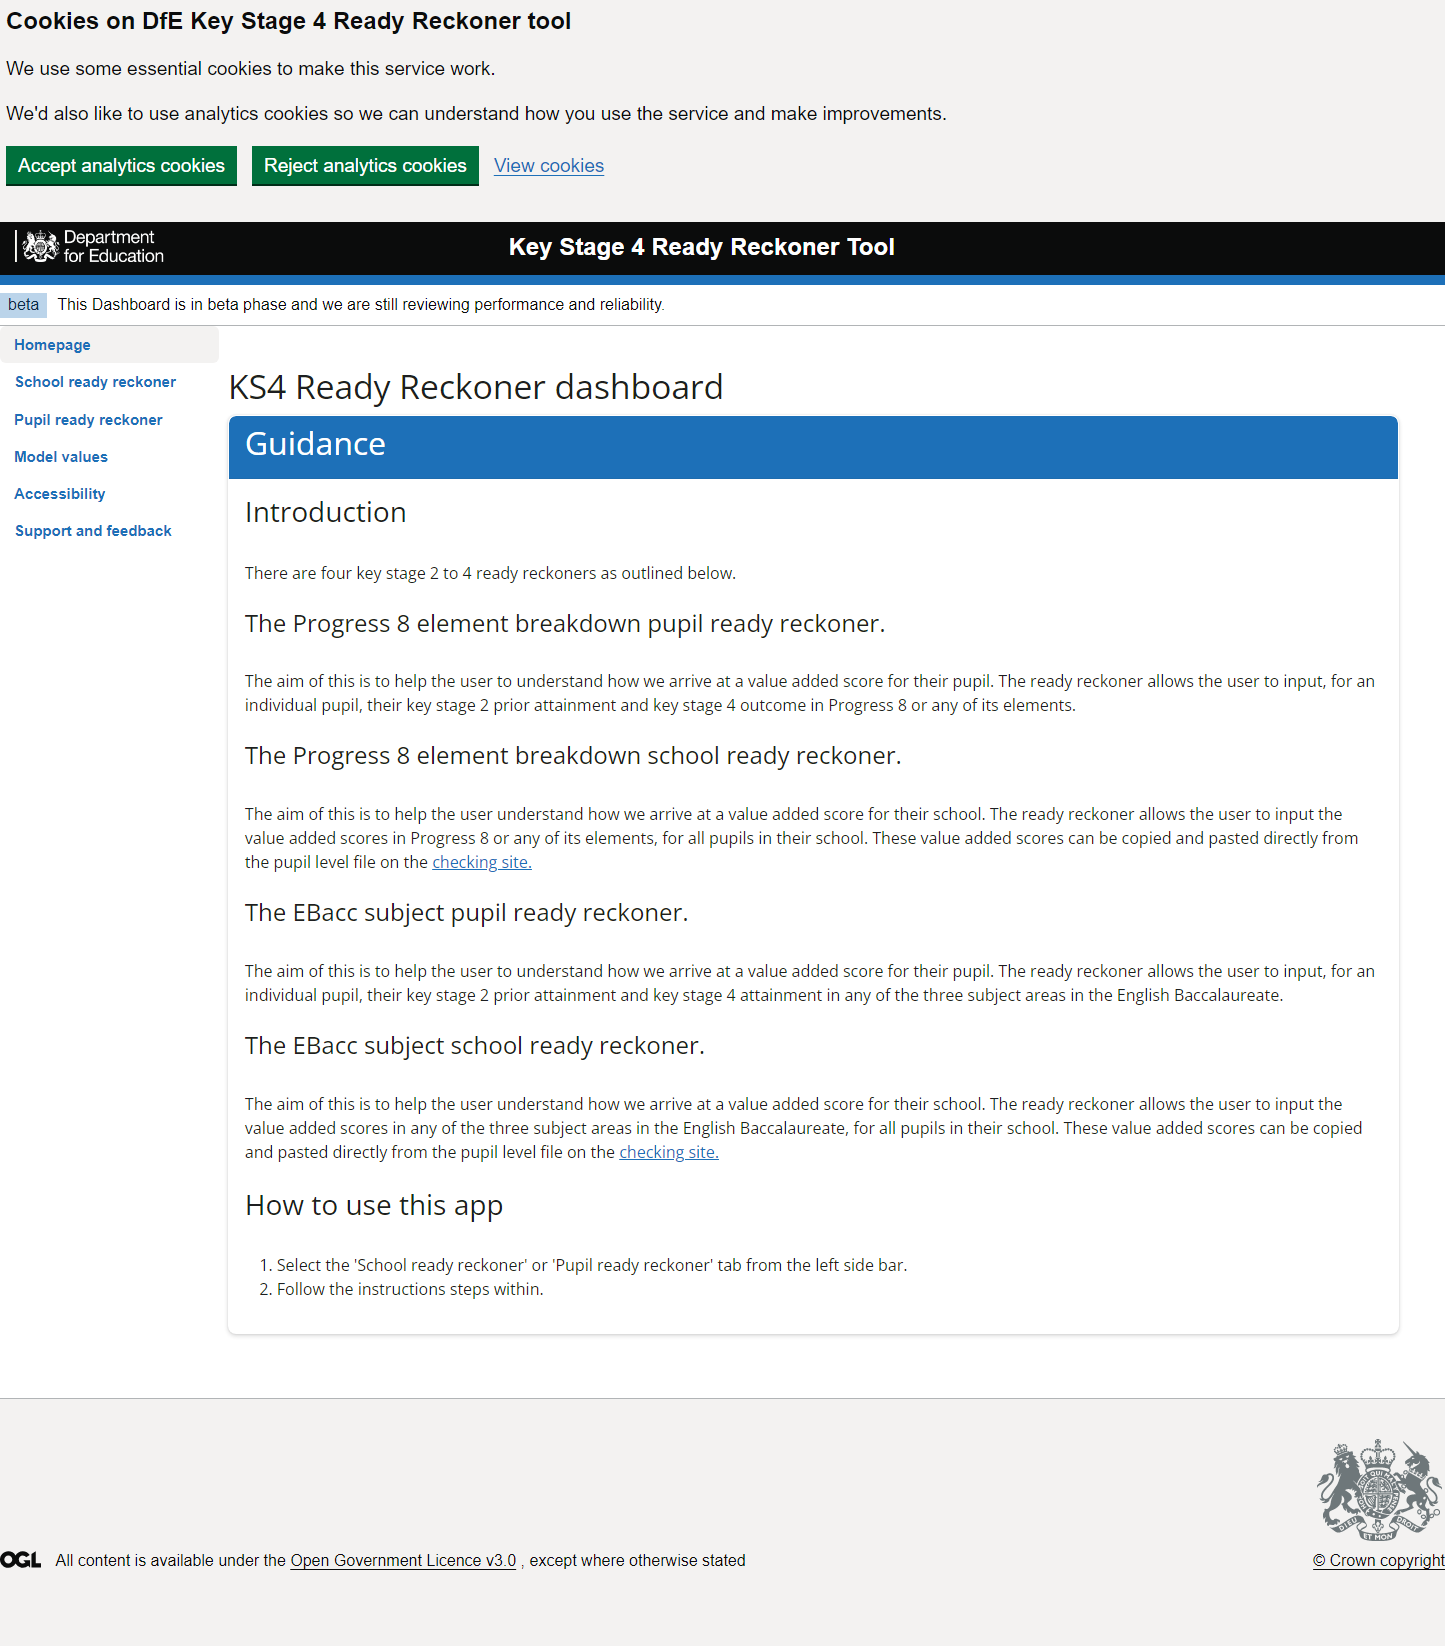 Cookies on DfE Key Stage 4 Ready Reckoner tool
We use some essential cookies to make this service work.
We'd also like to use analytics cookies so we can understand how you use the service and make improvements.
Accept analytics cookies Reject analytics cookies View cookies
Department
for Education
Key Stage 4 Ready Reckoner Tool
beta This Dashboard is in beta phase and we are still reviewing performance and reliability.
Homepage
School ready reckoner
Pupil ready reckoner
Model values
Accessibility
Support and feedback
KS4 Ready Reckoner dashboard
Guidance
Introduction
There are four key stage 2 to 4 ready reckoners as outlined below.
The Progress 8 element breakdown pupil ready reckoner.
The aim of this is to help the user to understand how we arrive at a value added score for their pupil. The ready reckoner allows the user to input, for an
individual pupil, their key stage 2 prior attainment and key stage 4 outcome in Progress 8 or any of its elements.
The Progress 8 element breakdown school ready reckoner.
The aim of this is to help the user understand how we arrive at a value added score for their school. The ready reckoner allows the user to input the
value added scores in Progress 8 or any of its elements, for all pupils in their school. These value added scores can be copied and pasted directly from
the pupil level file on the checking site.
The EBacc subject pupil ready reckoner.
The aim of this is to help the user to understand how we arrive at a value added score for their pupil. The ready reckoner allows the user to input, for an
individual pupil, their key stage 2 prior attainment and key stage 4 attainment in any of the three subject areas in the English Baccalaureate.
The EBacc subject school ready reckoner.
The aim of this is to help the user understand how we arrive at a value added score for their school. The ready reckoner allows the user to input the
value added scores in any of the three subject areas in the English Baccalaureate, for all pupils in their school. These value added scores can be copied
and pasted directly from the pupil level file on the checking site.
How to use this app
1. Select the 'School ready reckoner' or 'Pupil ready reckoner' tab from the left side bar.
2. Follow the instructions steps within.
DIEU ET MON DROIT
OGL All content is available under the Open Government Licence v3.0 , except where otherwise stated
© Crown copyright